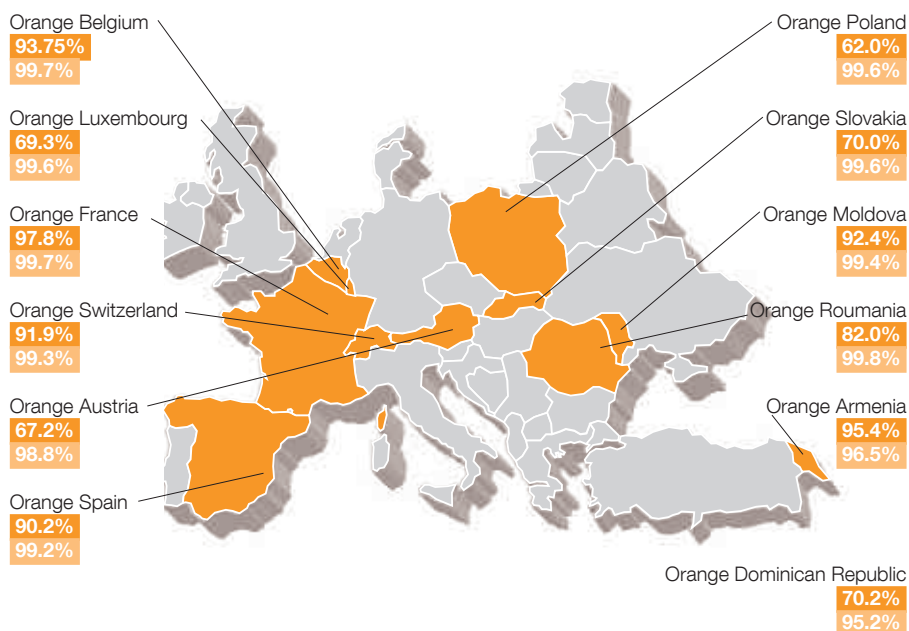 Orange Belgium
93.75%
99.7%
Orange Luxembourg
69.3%
99.6%
Orange France
97.8%
99.7%
Orange Switzerland
91.9%
99.3%
Orange Austria
67.2%
98.8%
Orange Spain
90.2%
99.2%
Orange Poland
62.0%
99.6%
Orange Slovakia
70.0%
99.6%
Orange Moldova
92.4%
99.4%
Orange Roumania
82.0%
99.8%
Orange Armenia
95.4%
96.5%
Orange Dominican Republic
70.2%
95.2%